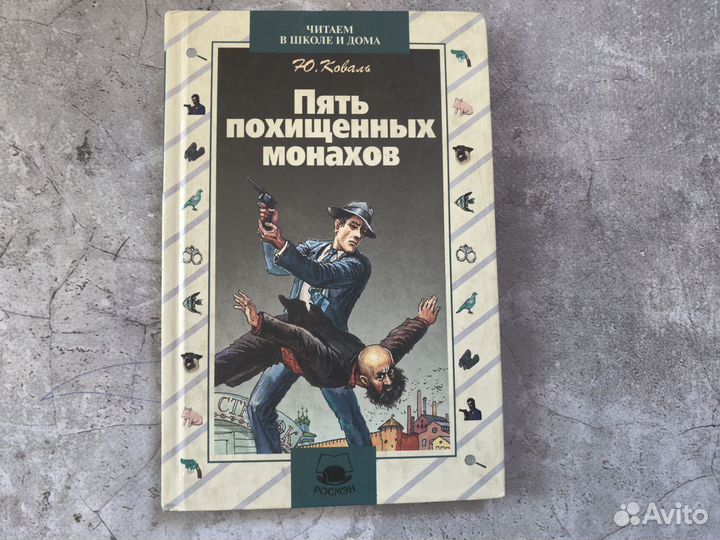 ЧИТАЕМ
В ШКОЛЕ И ДОМА
Ю. Коваль
Пять
похищенных
монахов
РОСМЭН
Avito